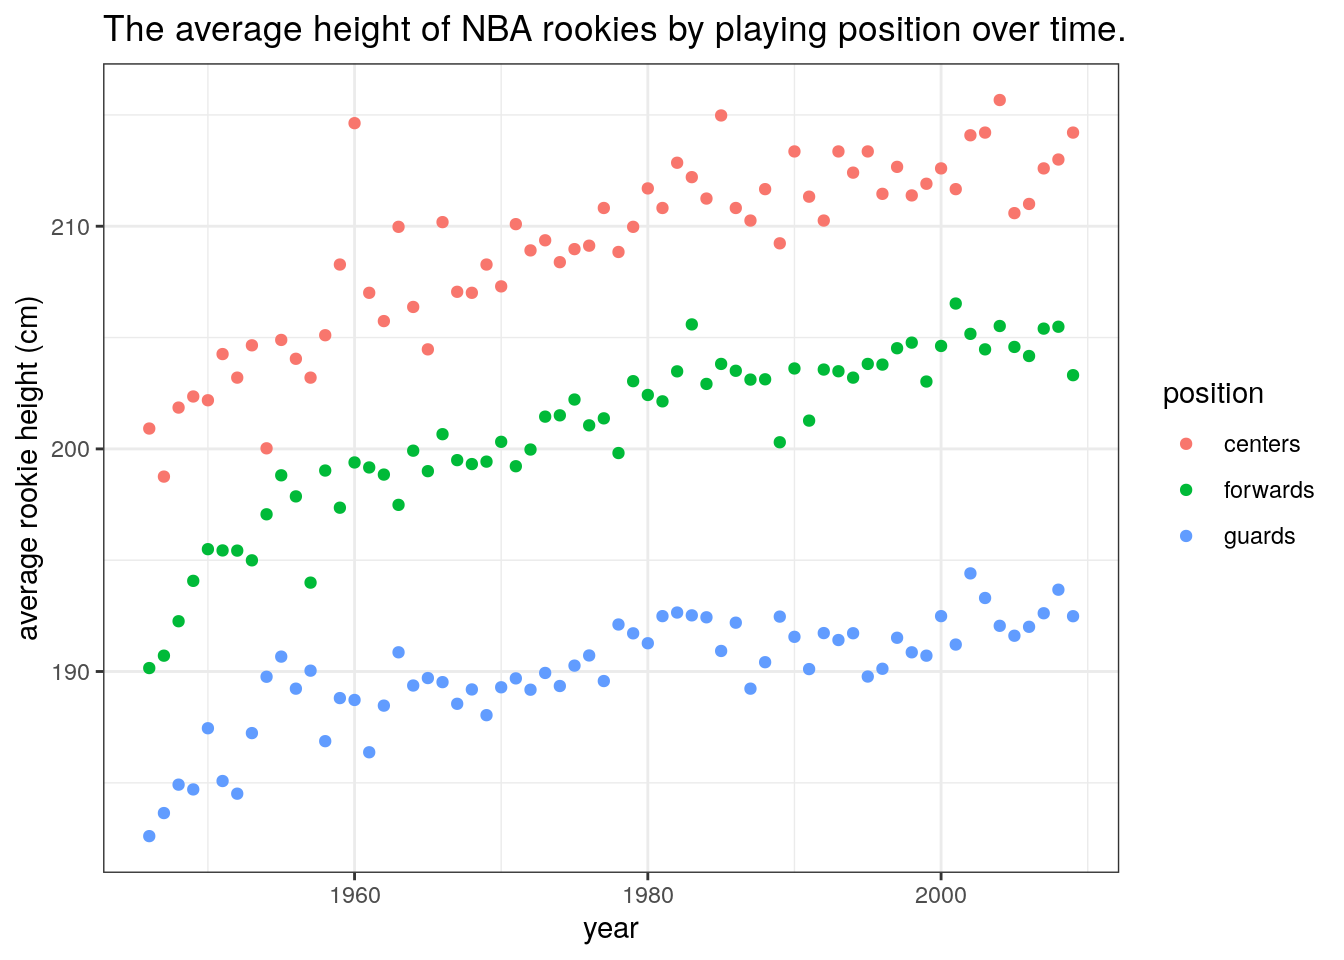 The average height of NBA rookies by playing position over time.
average rookie height (cm)
210
200
190
1960
1980
2000
year
position
centers
forwards
guards